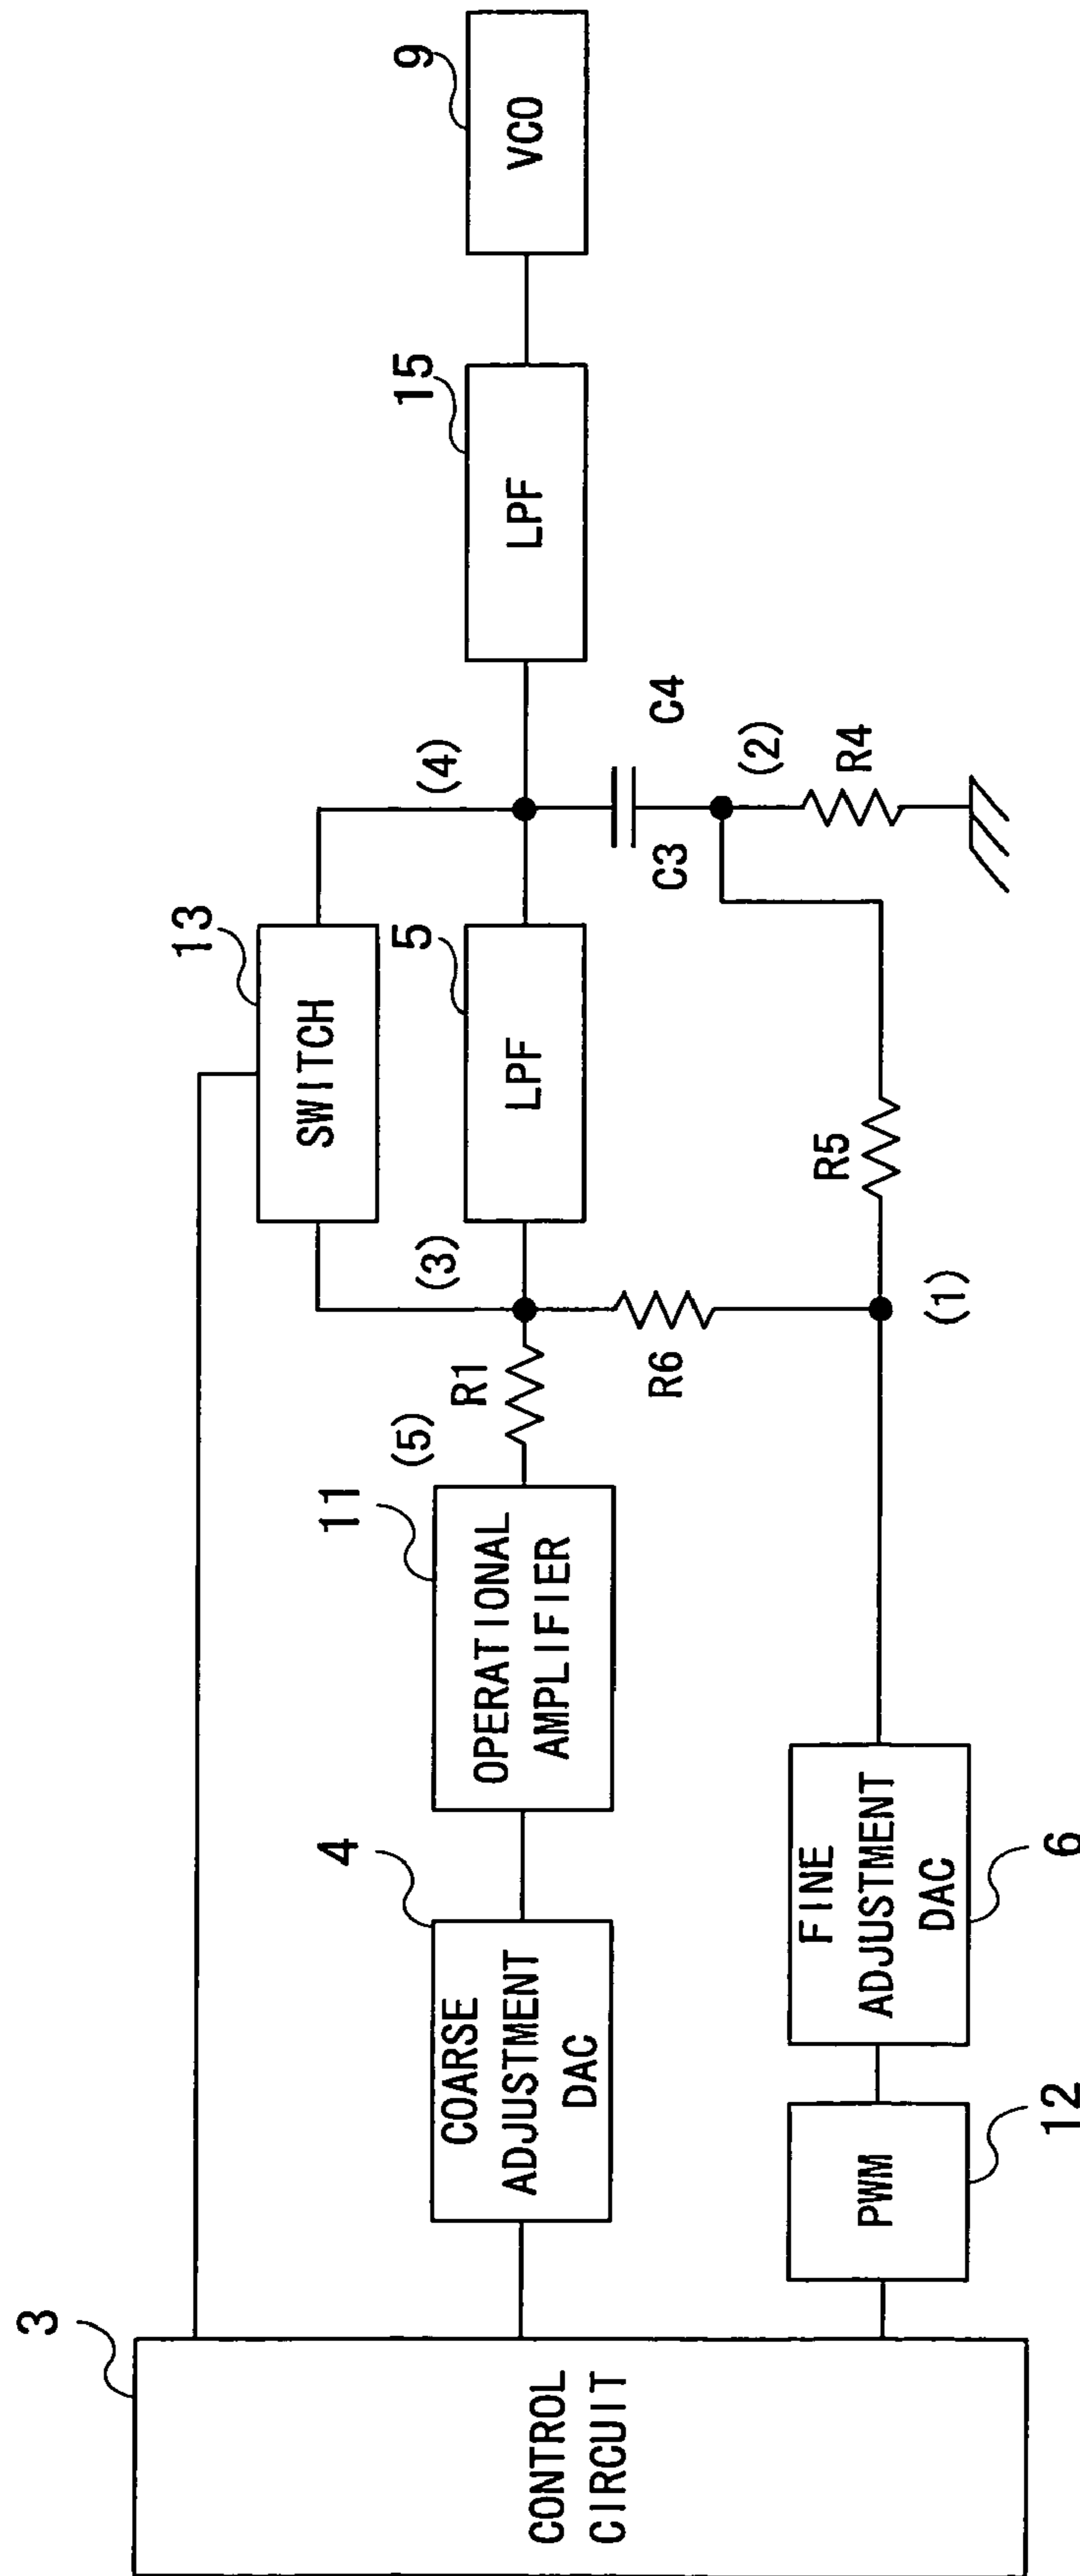 3
CONTROL
CIRCUIT
4
COARSE
ADJUSTMENT
DAC
11
OPERATIONAL
AMPLIFIER
(5)
R1
(3)
13
SWITCH
5
LPF
(4)
15
LPF
9
VCO
R6
C3
C4
(2)
R4
12
PWM
6
FINE
ADJUSTMENT
DAC
(1)
R5